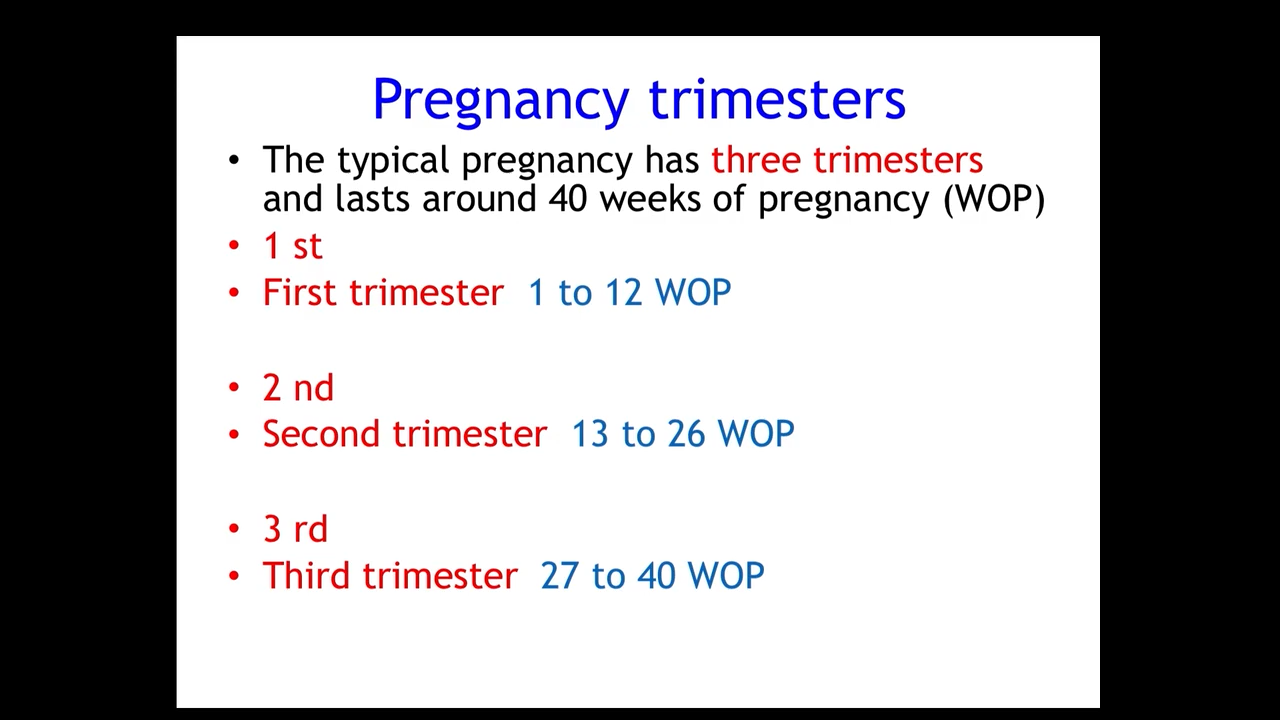 Pregnancy trimesters
• The typical pregnancy has three trimesters
and lasts around 40 weeks of pregnancy (WOP)
• 1 st
• First trimester 1 to 12 WOP
• 2 nd
• Second trimester 13 to 26 WOP
• 3 rd
• Third trimester 27 to 40 WOP